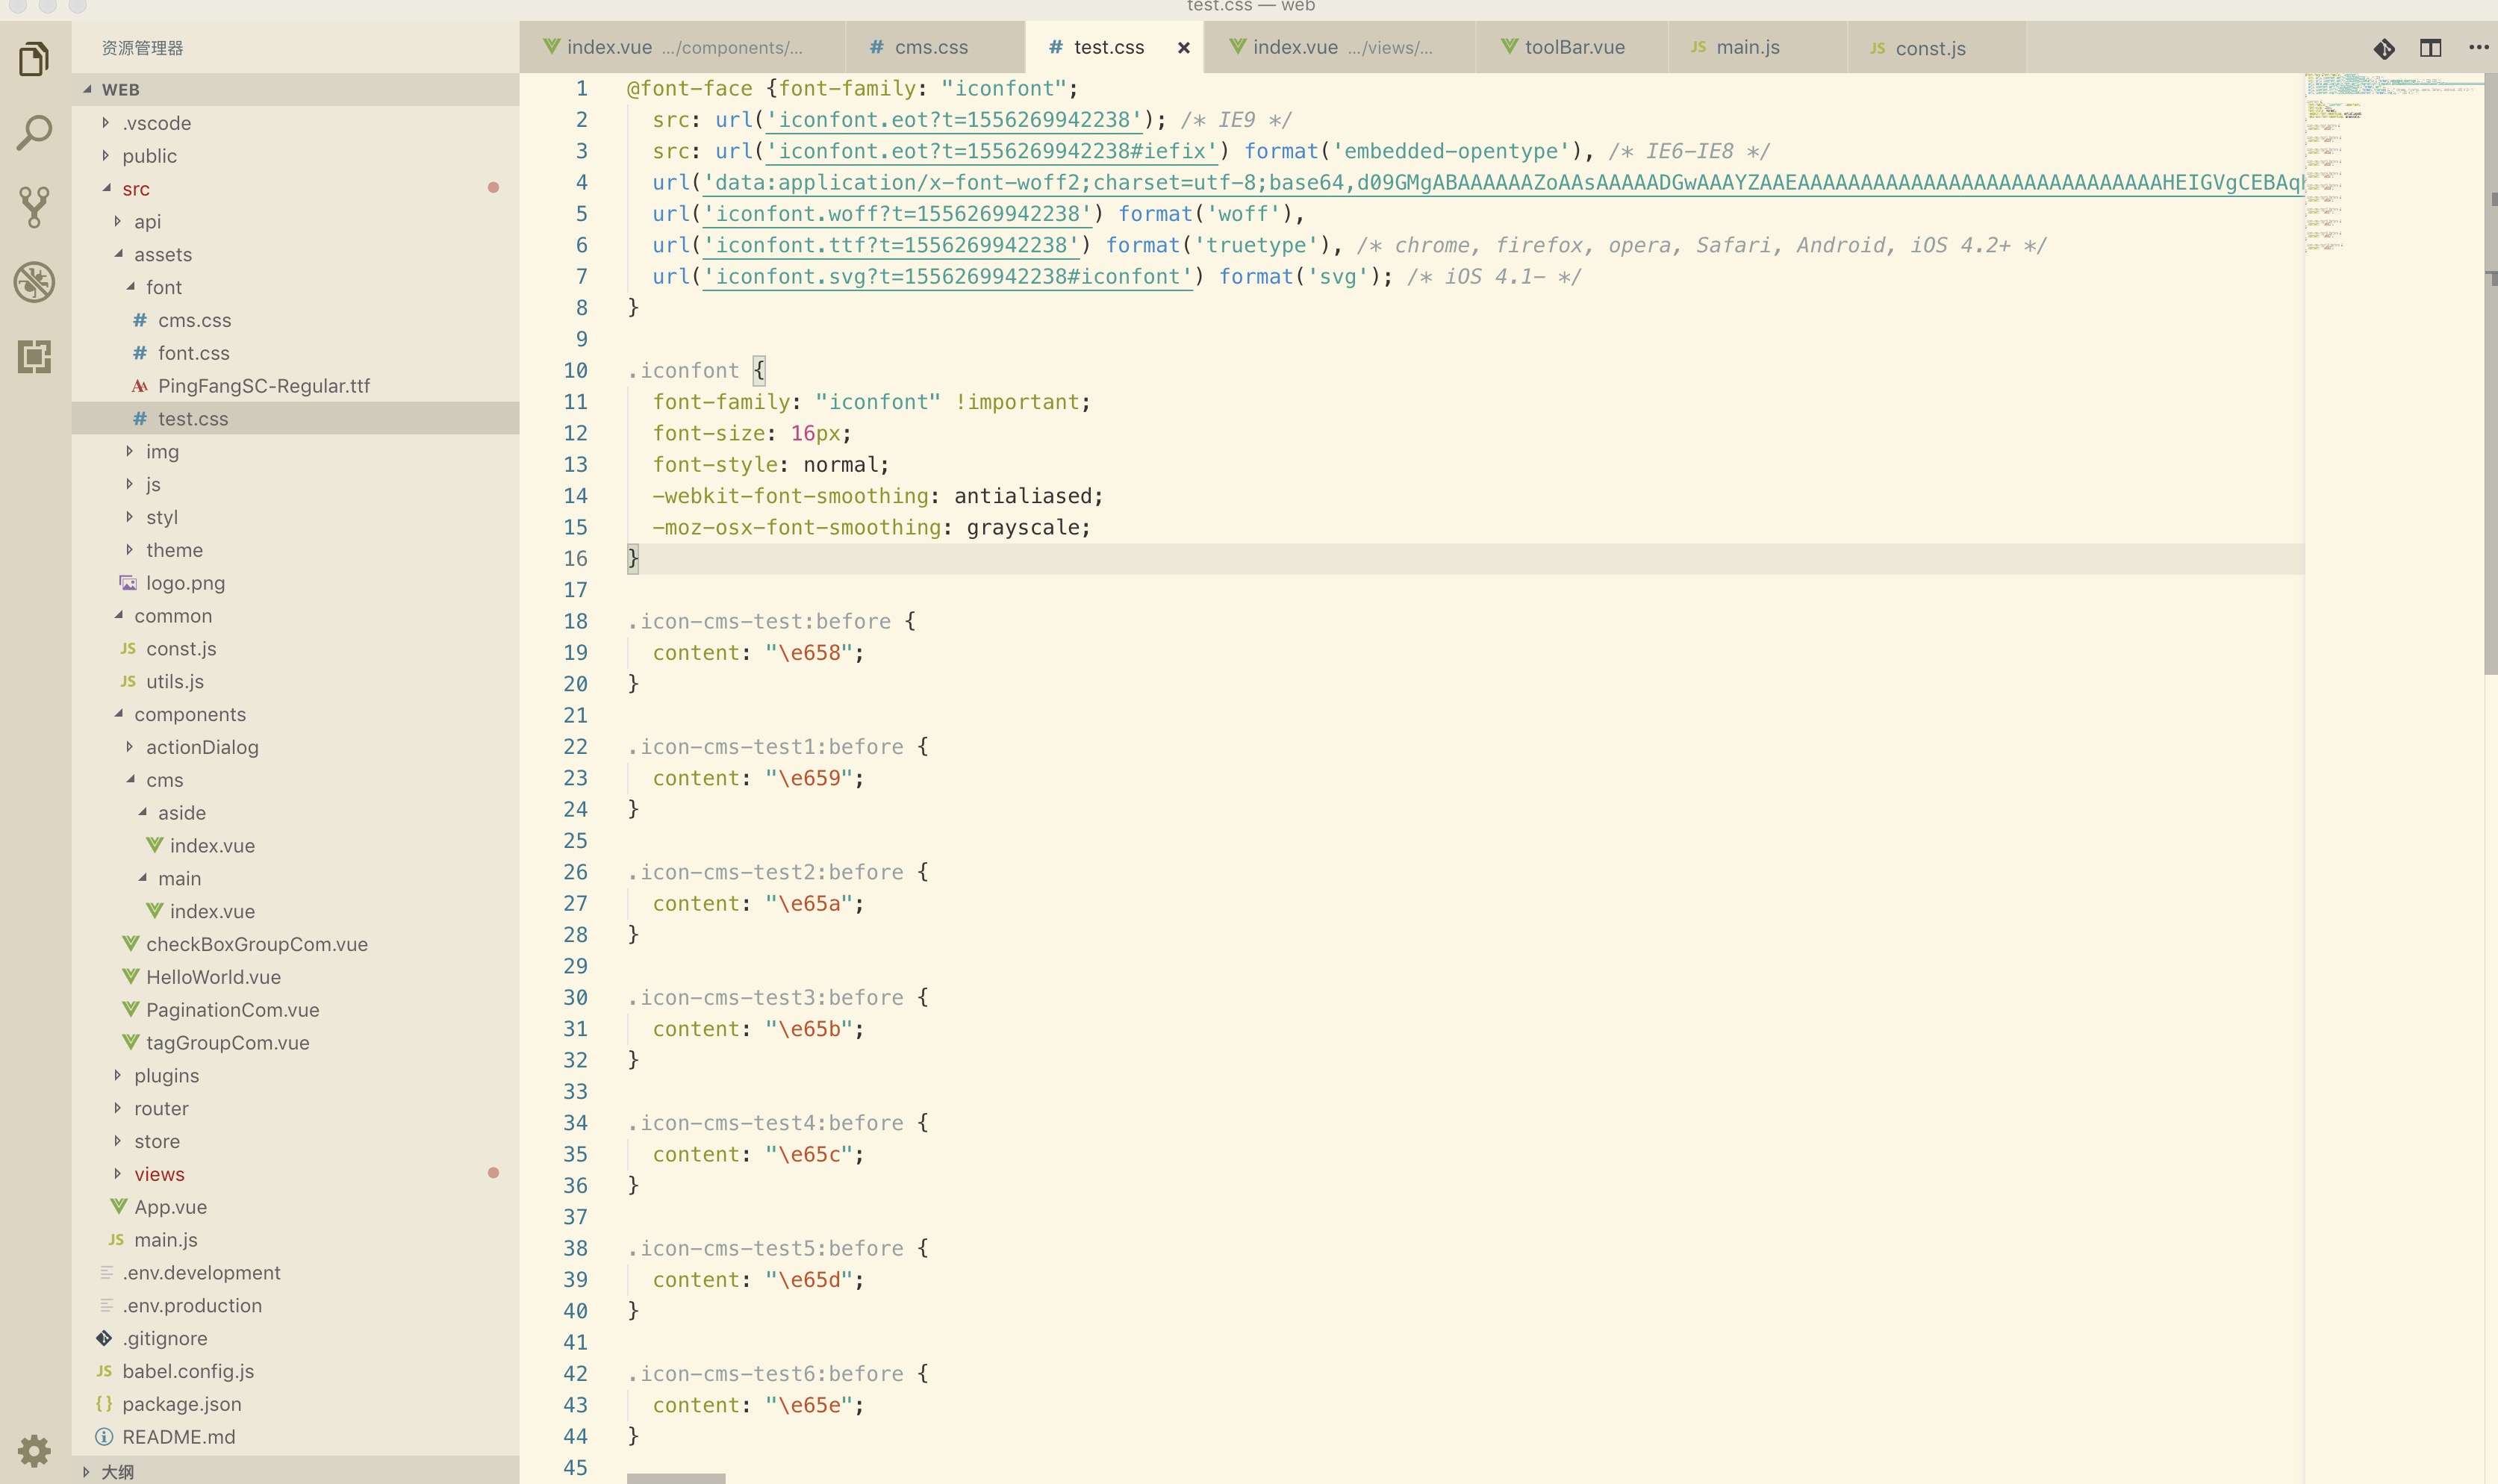 test.css — web
资源管理器
WEB
.vscode
public
src
api
assets
font
cms.css
font.css
PingFangSC-Regular.ttf
test.css
img
js
styl
theme
logo.png
common
const.js
utils.js
components
actionDialog
cms
aside
index.vue
main
index.vue
checkBoxGroupCom.vue
HelloWorld.vue
PaginationCom.vue
tagGroupCom.vue
plugins
router
store
views
App.vue
main.js
.env.development
.env.production
.gitignore
babel.config.js
package.json
README.md
大纲
index.vue .../components/...
cms.css
test.css
index.vue .../views/...
toolBar.vue
main.js
const.js
1 @font-face {font-family: "iconfont";
2 src: url('iconfont.eot?t=1556269942238'); /* IE9 */
3 src: url('iconfont.eot?t=1556269942238#iefix') format('embedded-opentype'), /* IE6-IE8 */
4 url('data:application/x-font-woff2;charset=utf-8;base64,d09GMgABAAAAAAZoAAsAAAAADGwAAAYZAAEAAAAAAAAAAAAAAAAAAAAAAAAAAAAAHEIGVgCEBAq
5 url('iconfont.woff?t=1556269942238') format('woff'),
6 url('iconfont.ttf?t=1556269942238') format('truetype'), /* chrome, firefox, opera, Safari, Android, iOS 4.2+ */
7 url('iconfont.svg?t=1556269942238#iconfont') format('svg'); /* iOS 4.1- */
8 }
9
10 .iconfont {
11 font-family: "iconfont" !important;
12 font-size: 16px;
13 font-style: normal;
14 -webkit-font-smoothing: antialiased;
15 -moz-osx-font-smoothing: grayscale;
16 }
17
18 .icon-cms-test:before {
19 content: "\e658";
20 }
21
22 .icon-cms-test1:before {
23 content: "\e659";
24 }
25
26 .icon-cms-test2:before {
27 content: "\e65a";
28 }
29
30 .icon-cms-test3:before {
31 content: "\e65b";
32 }
33
34 .icon-cms-test4:before {
35 content: "\e65c";
36 }
37
38 .icon-cms-test5:before {
39 content: "\e65d";
40 }
41
42 .icon-cms-test6:before {
43 content: "\e65e";
44 }
45